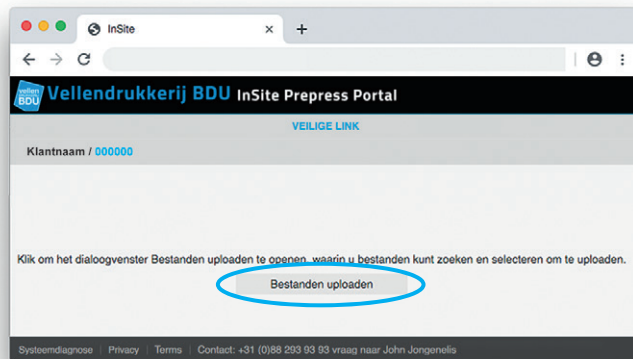 InSite
vellen BDU Vellendrukkerij BDU InSite Prepress Portal
VEILIGE LINK
Klantnaam / 000000
Klik om het dialoogvenster Bestanden uploaden te openen, waarin u bestanden kunt zoeken en selecteren om te uploaden.
Bestanden uploaden
Systeemdiagnose | Privacy | Terms | Contact: +31 (0)88 293 93 93 vraag naar John Jongenelis